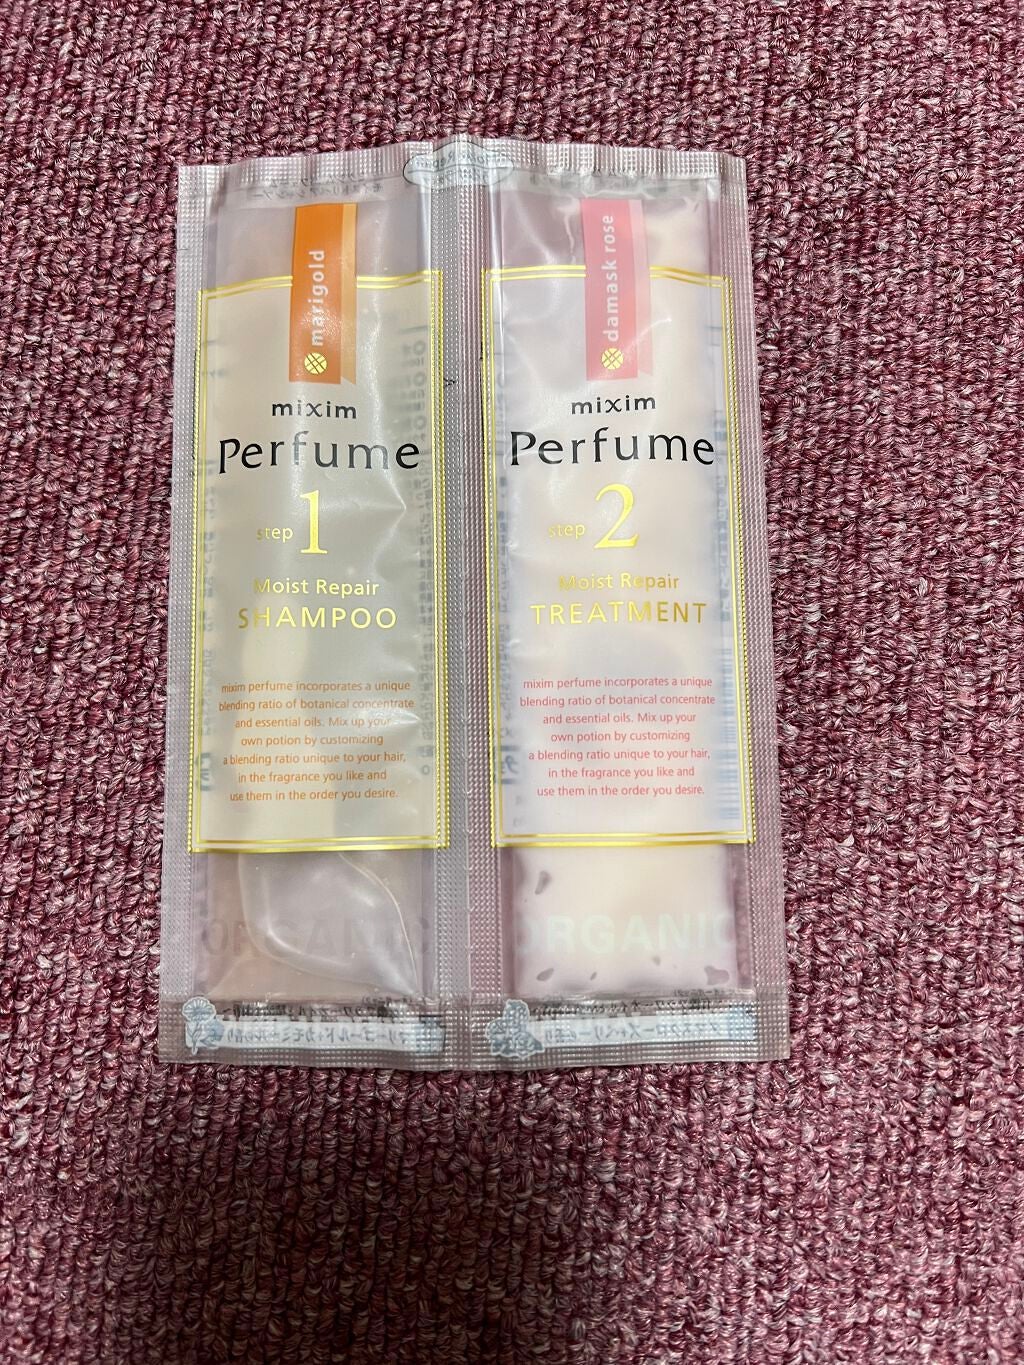 marigold
mixim
Perfume
step 1
Moist Repair
SHAMPOO
mixim perfume incorporates a unique
blending ratio of botanical concentrate
and essential oils. Mix up your
own potion by customizing
a blending ratio unique to your hair,
in the fragrance you like and
use them in the order you desire.
ORGANIC
damask rose
mixim
Perfume
step 2
Moist Repair
TREATMENT
mixim perfume incorporates a unique
blending ratio of botanical concentrate
and essential oils. Mix up your
own potion by customizing
a blending ratio unique to your hair,
in the fragrance you like and
use them in the order you desire.
ORGANIC